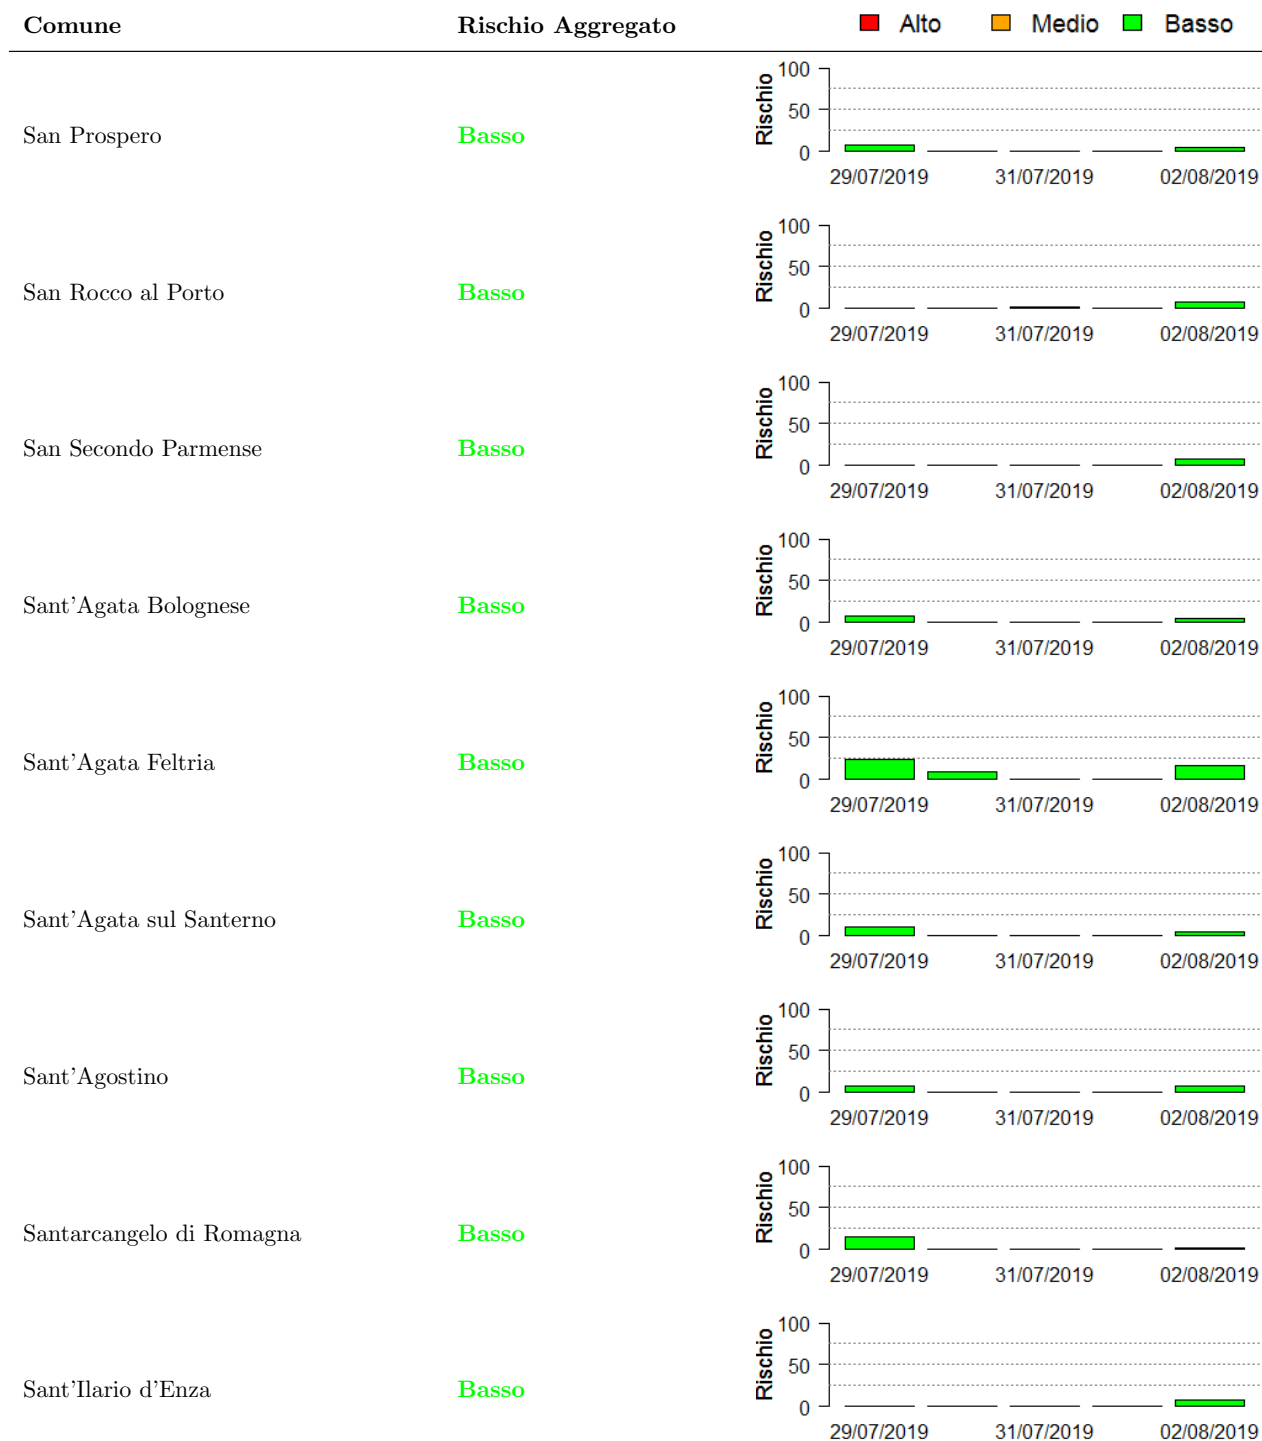 Comune Rischio Aggregato Alto Medio Basso
San Prospero Basso Rischio 100 50 0
29/07/2019 31/07/2019 02/08/2019
San Rocco al Porto Basso Rischio 100 50 0
29/07/2019 31/07/2019 02/08/2019
San Secondo Parmense Basso Rischio 100 50 0
29/07/2019 31/07/2019 02/08/2019
Sant'Agata Bolognese Basso Rischio 100 50 0
29/07/2019 31/07/2019 02/08/2019
Sant'Agata Feltria Basso Rischio 100 50 0
29/07/2019 31/07/2019 02/08/2019
Sant'Agata sul Santerno Basso Rischio 100 50 0
29/07/2019 31/07/2019 02/08/2019
Sant'Agostino Basso Rischio 100 50 0
29/07/2019 31/07/2019 02/08/2019
Santarcangelo di Romagna Basso Rischio 100 50 0
29/07/2019 31/07/2019 02/08/2019
Sant'Ilario d'Enza Basso Rischio 100 50 0
29/07/2019 31/07/2019 02/08/2019